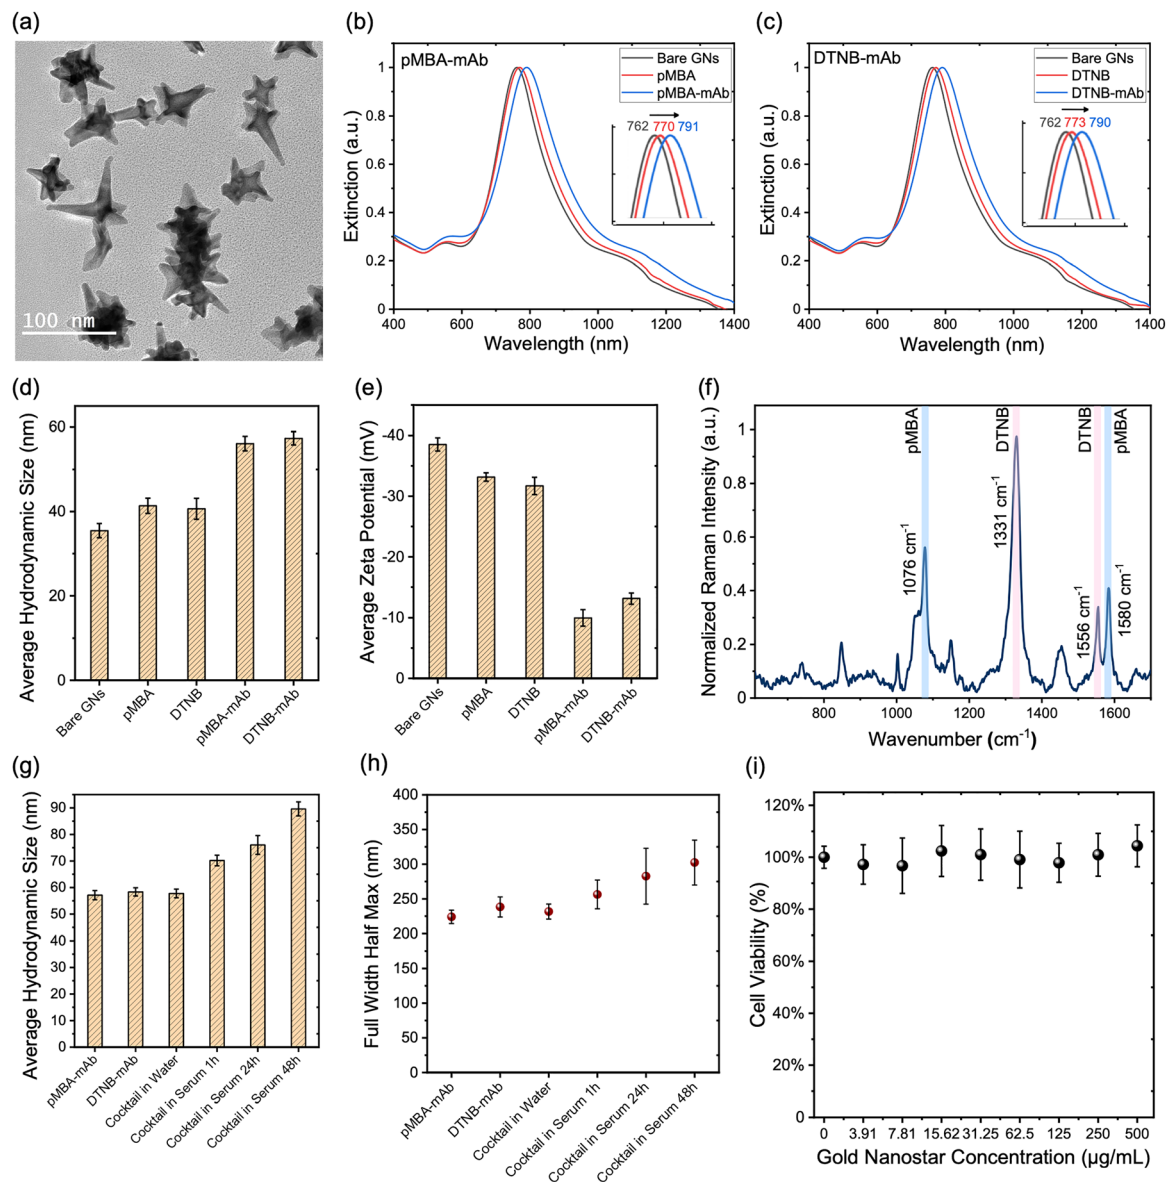 (a)
100 nm
(b)
pMBA-mAb
Bare GNs
pMBA
pMBA-mAb
762 770 791
Extinction (a.u.)
1
0.8
0.6
0.4
0.2
0
400 600 800 1000 1200 1400
Wavelength (nm)
(c)
DTNB-mAb
Bare GNs
DTNB
DTNB-mAb
762 773 790
Extinction (a.u.)
1
0.8
0.6
0.4
0.2
0
400 600 800 1000 1200 1400
Wavelength (nm)
(d)
Average Hydrodynamic Size (nm)
60
40
20
0
Bare GNs
pMBA
DTNB
pMBA-mAb
DTNB-mAb
(e)
Average Zeta Potential (mV)
-40
-30
-20
-10
0
Bare GNs
pMBA
DTNB
pMBA-mAb
DTNB-mAb
(f)
Normalized Raman Intensity (a.u.)
1
0.8
0.6
0.4
0.2
0
pMBA
DTNB
DTNB
pMBA
1076 cm⁻¹
1331 cm⁻¹
1556 cm⁻¹
1580 cm⁻¹
800 1000 1200 1400 1600
Wavenumber (cm⁻¹)
(g)
Average Hydrodynamic Size (nm)
90
80
70
60
50
40
30
20
10
0
pMBA-mAb
DTNB-mAb
Cocktail in Water
Cocktail in Serum 1h
Cocktail in Serum 24h
Cocktail in Serum 48h
(h)
Full Width Half Max (nm)
400
350
300
250
200
150
100
50
0
pMBA-mAb
DTNB-mAb
Cocktail in Water
Cocktail in Serum 1h
Cocktail in Serum 24h
Cocktail in Serum 48h
(i)
Cell Viability (%)
120%
100%
80%
60%
40%
20%
0
0 3.91 7.81 15.62 31.25 62.5 125 250 500
Gold Nanostar Concentration (µg/mL)